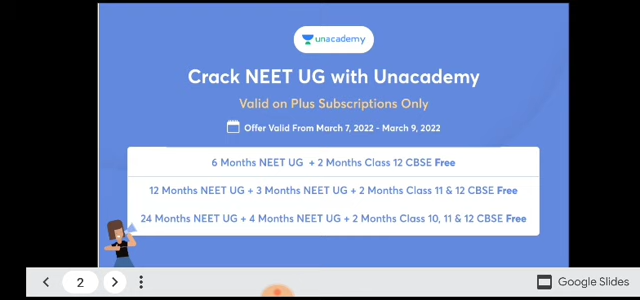 unacademy
Crack NEET UG with Unacademy
Valid on Plus Subscriptions Only
Offer Valid From March 7, 2022 - March 9, 2022
6 Months NEET UG + 2 Months Class 12 CBSE Free
12 Months NEET UG + 3 Months NEET UG + 2 Months Class 11 & 12 CBSE Free
24 Months NEET UG + 4 Months NEET UG + 2 Months Class 10, 11 & 12 CBSE Free
2
Google Slides